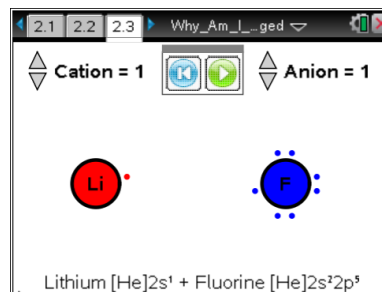 2.1 2.2 2.3 Why_Am_I_…ged
Cation = 1 Anion = 1
Li F
Lithium [He]2s¹ + Fluorine [He]2s²2p⁵